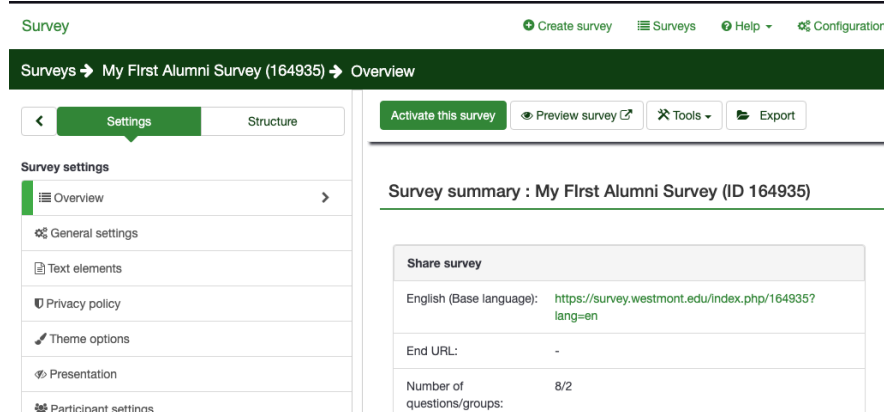 Survey
Create survey
Surveys
Help
Configuration
Surveys My FIrst Alumni Survey (164935) Overview
Settings
Structure
Activate this survey
Preview survey
Tools
Export
Survey settings
Overview
General settings
Text elements
Privacy policy
Theme options
Presentation
Participant settings
Survey summary : My FIrst Alumni Survey (ID 164935)
Share survey
English (Base language): https://survey.westmont.edu/index.php/164935?
lang=en
End URL: -
Number of 8/2
questions/groups: